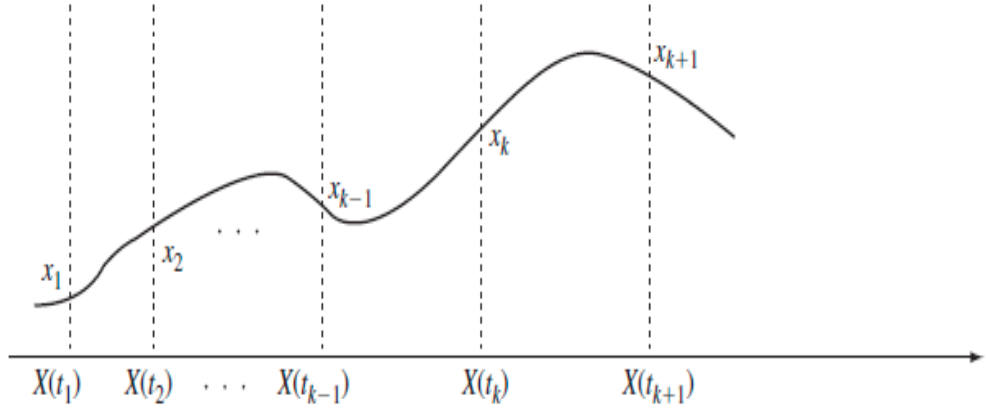 x_{k+1}
x_k
x_{k−1}
. . .
x_2
x_1
X(t_1) X(t_2) . . . X(t_{k−1}) X(t_k) X(t_{k+1})